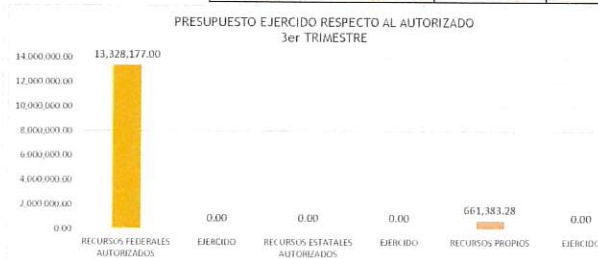 PRESUPUESTO EJERCIDO RESPECTO AL AUTORIZADO
3er TRIMESTRE
14,000,000.00
13,328,177.00
12,000,000.00
10,000,000.00
8,000,000.00
6,000,000.00
4,000,000.00
2,000,000.00
0.00
0.00
0.00
0.00
661,383.28
0.00
RECURSOS FEDERALES AUTORIZADOS
EJERCIDO
RECURSOS ESTATALES AUTORIZADOS
EJERCIDO
RECURSOS PROPIOS
EJERCIDO